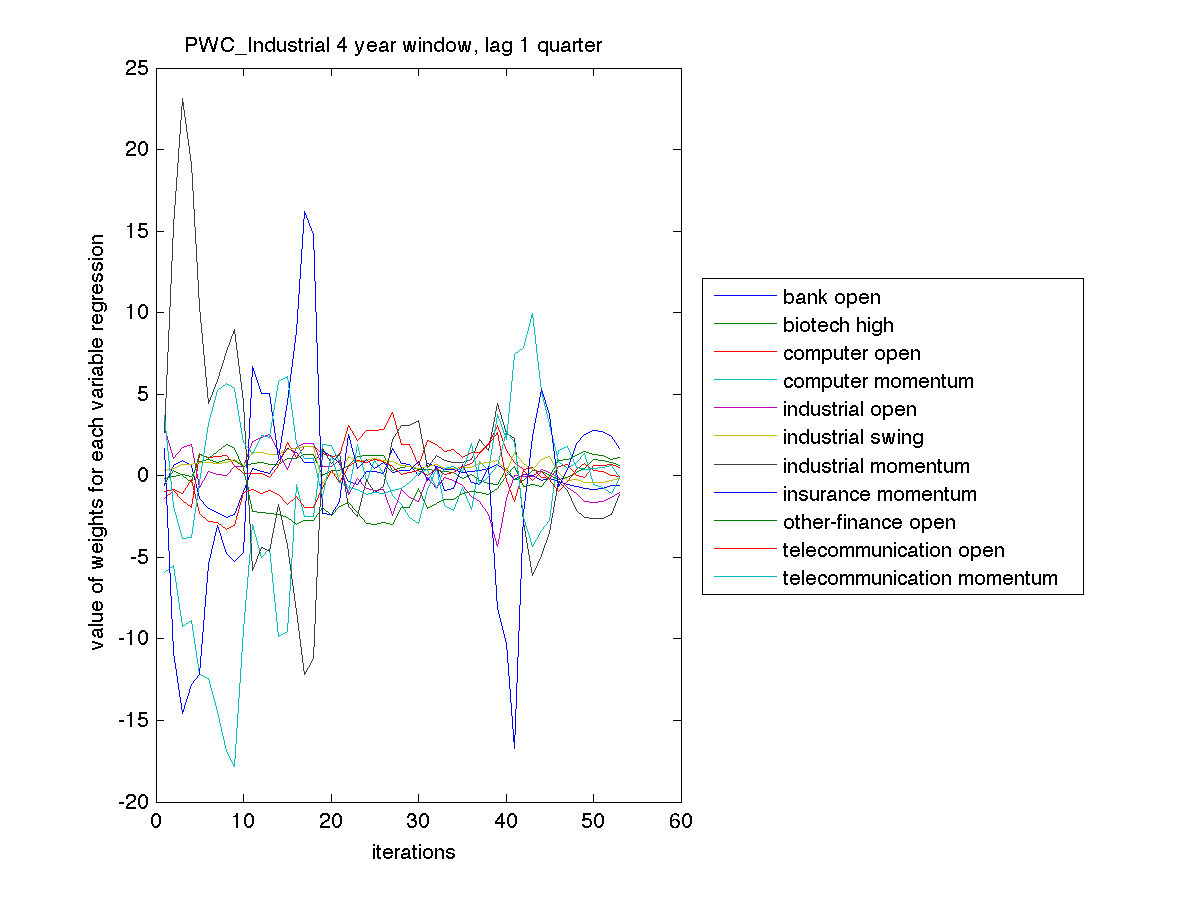 PWC_Industrial 4 year window, lag 1 quarter
25
20
15
10
5
0
-5
-10
-15
-20
value of weights for each variable regression
0 10 20 30 40 50 60
iterations
bank open
biotech high
computer open
computer momentum
industrial open
industrial swing
industrial momentum
insurance momentum
other-finance open
telecommunication open
telecommunication momentum